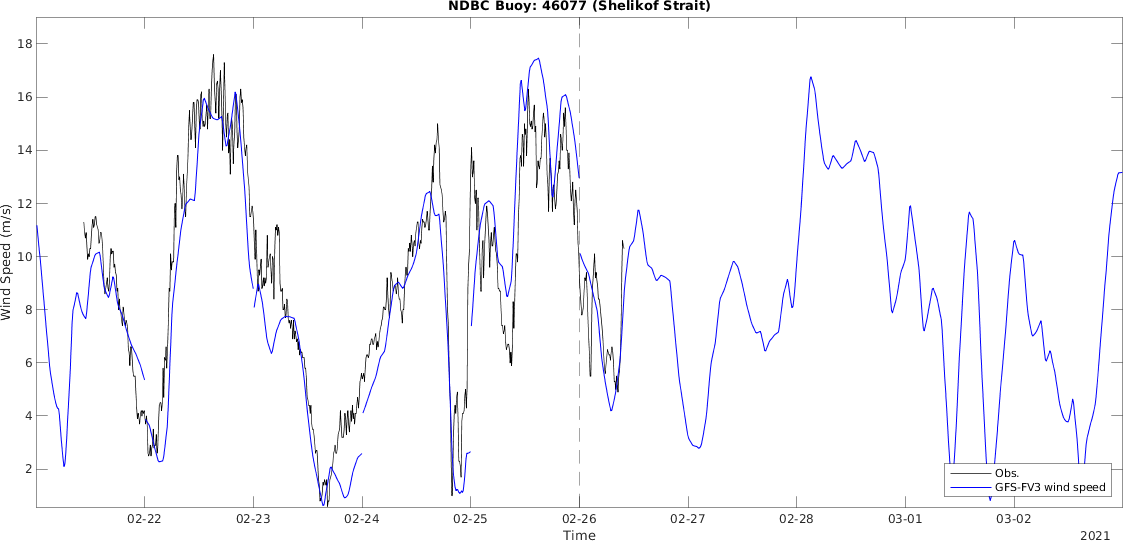 NDBC Buoy: 46077 (Shelikof Strait)
Wind Speed (m/s)
18
16
14
12
10
8
6
4
2
Obs.
GFS-FV3 wind speed
02-22 02-23 02-24 02-25 02-26 02-27 02-28 03-01 03-02
Time
2021